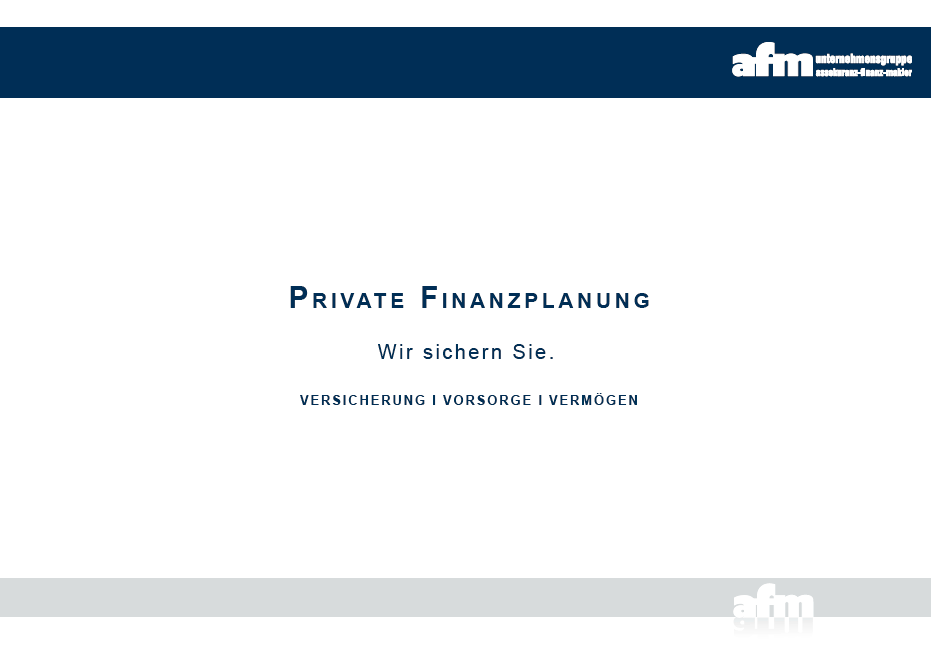 afm unternehmensgruppe
assekuranz-finanz-makler
PRIVATE FINANZPLANUNG
Wir sichern Sie.
VERSICHERUNG I VORSORGE I VERMÖGEN
afm